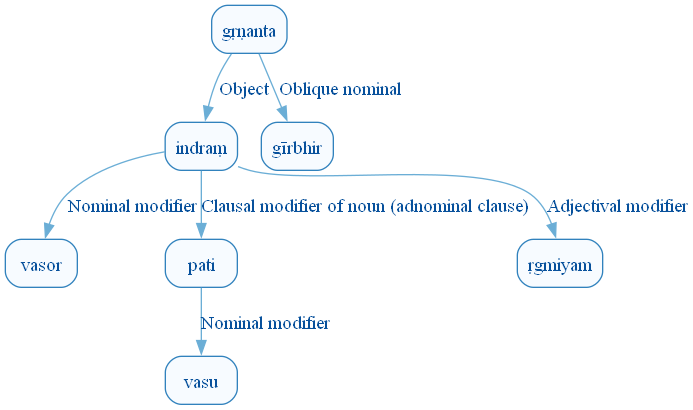 gṛṇanta
Object
Oblique nominal
indraṃ
gīrbhir
Nominal modifier
Clausal modifier of noun (adnominal clause)
Adjectival modifier
vasor
pati
ṛgmiyam
Nominal modifier
vasu